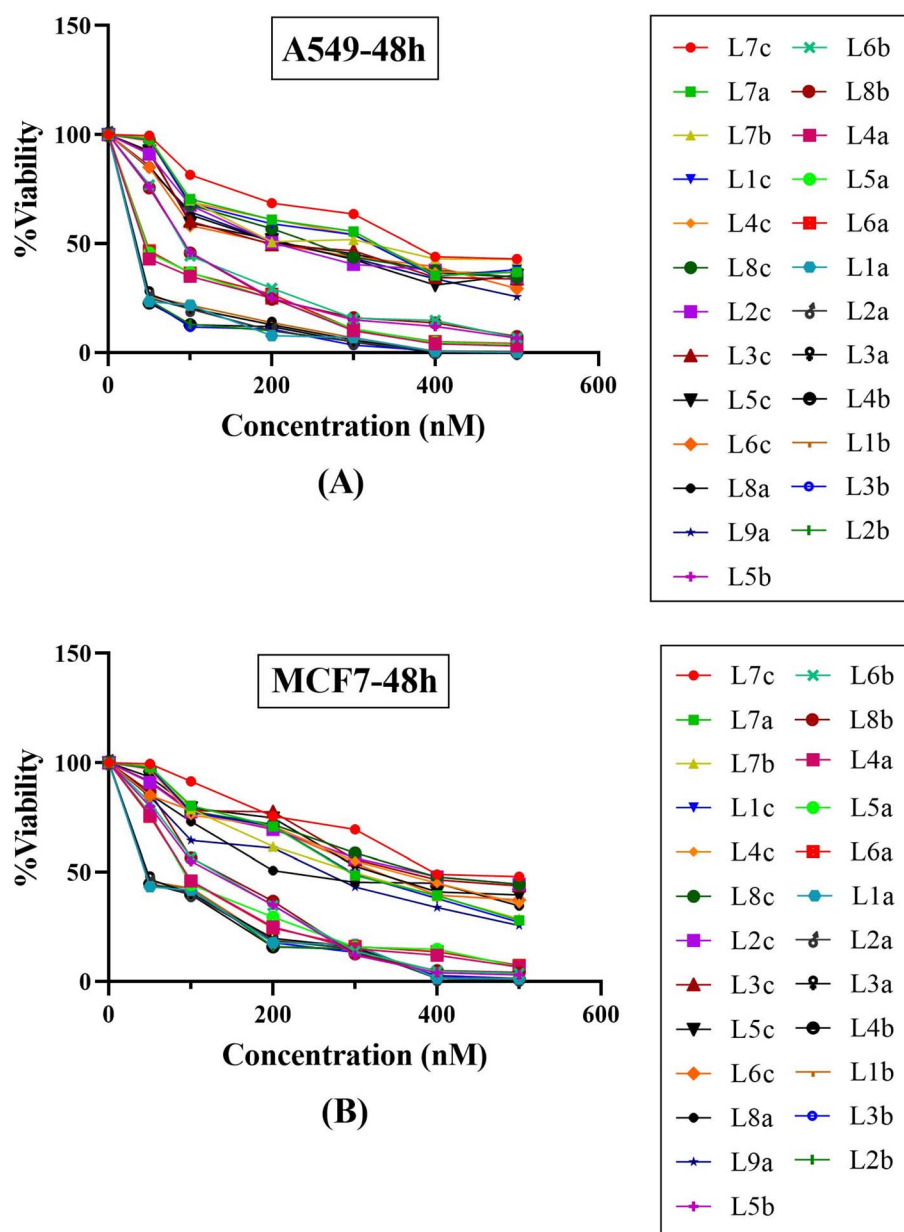 A549-48h
150
100
50
0
%Viability
0 200 400 600
Concentration (nM)
(A)
L7c L6b
L7a L8b
L7b L4a
L1c L5a
L4c L6a
L8c L1a
L2c L2a
L3c L3a
L5c L4b
L6c L1b
L8a L3b
L9a L2b
L5b
MCF7-48h
150
100
50
0
%Viability
0 200 400 600
Concentration (nM)
(B)
L7c L6b
L7a L8b
L7b L4a
L1c L5a
L4c L6a
L8c L1a
L2c L2a
L3c L3a
L5c L4b
L6c L1b
L8a L3b
L9a L2b
L5b